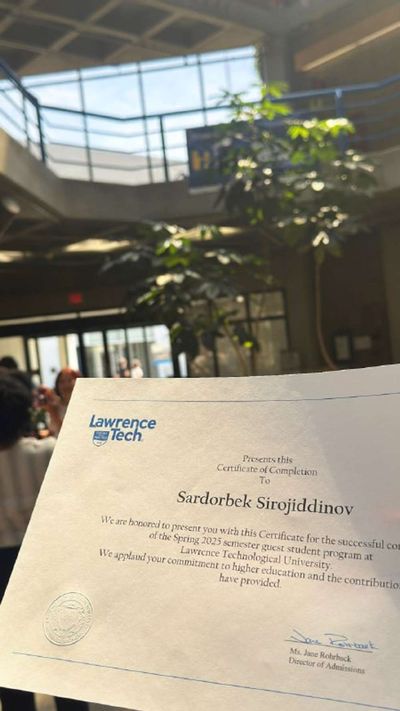 Lawrence
Tech
Presents this
Certificate of Completion
To
Sardorbek Sirojiddinov
We are honored to present you with this Certificate for the successful co
of the Spring 2025 semester guest student program at
Lawrence Technological University.
We applaud your commitment to higher education and the contributio
have provided.
Ms. Jane Rohrback
Director of Admissions